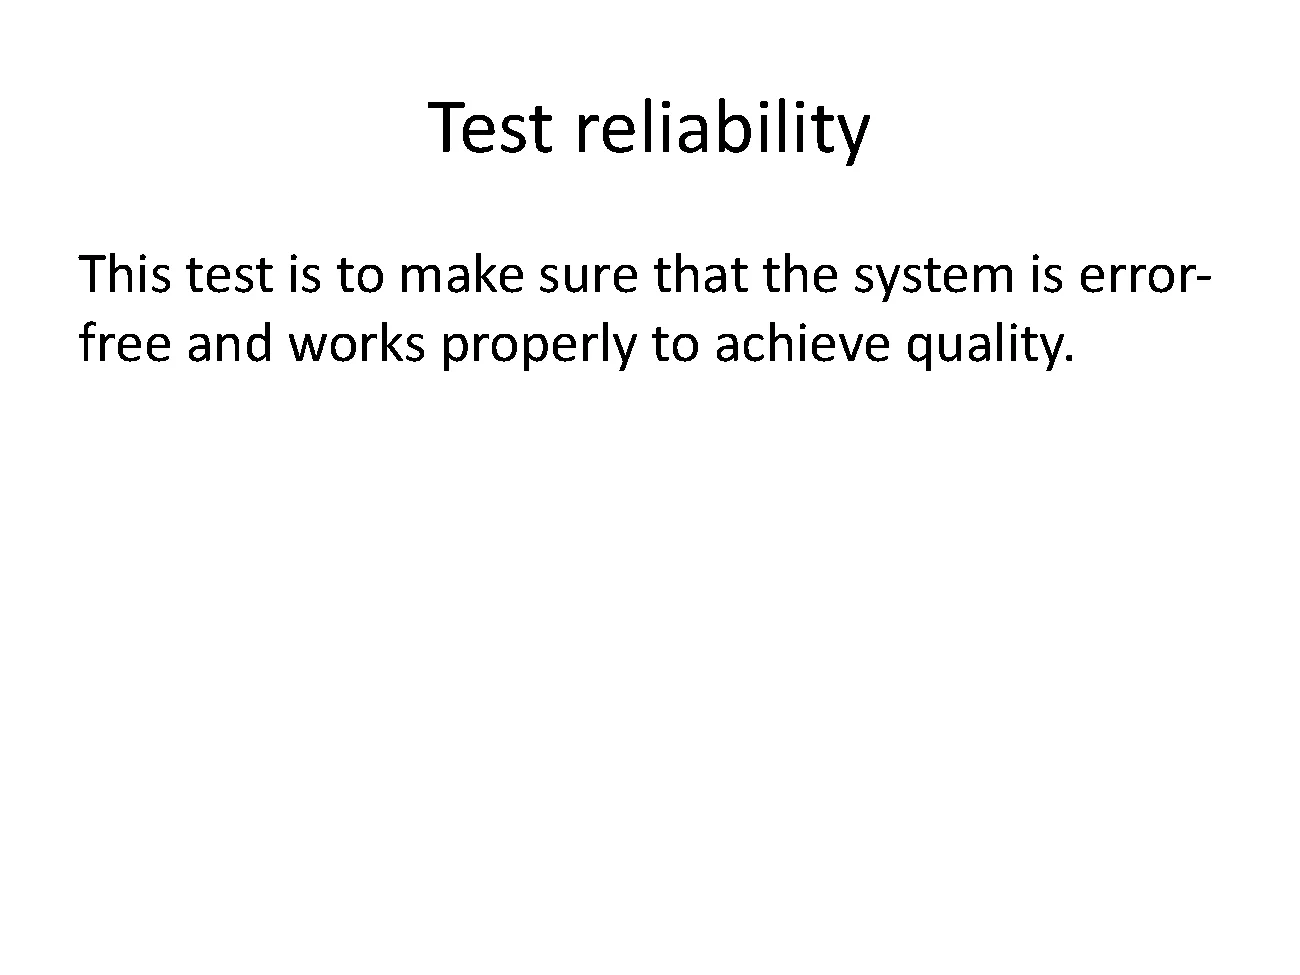 Test reliability
This test is to make sure that the system is error-
free and works properly to achieve quality.